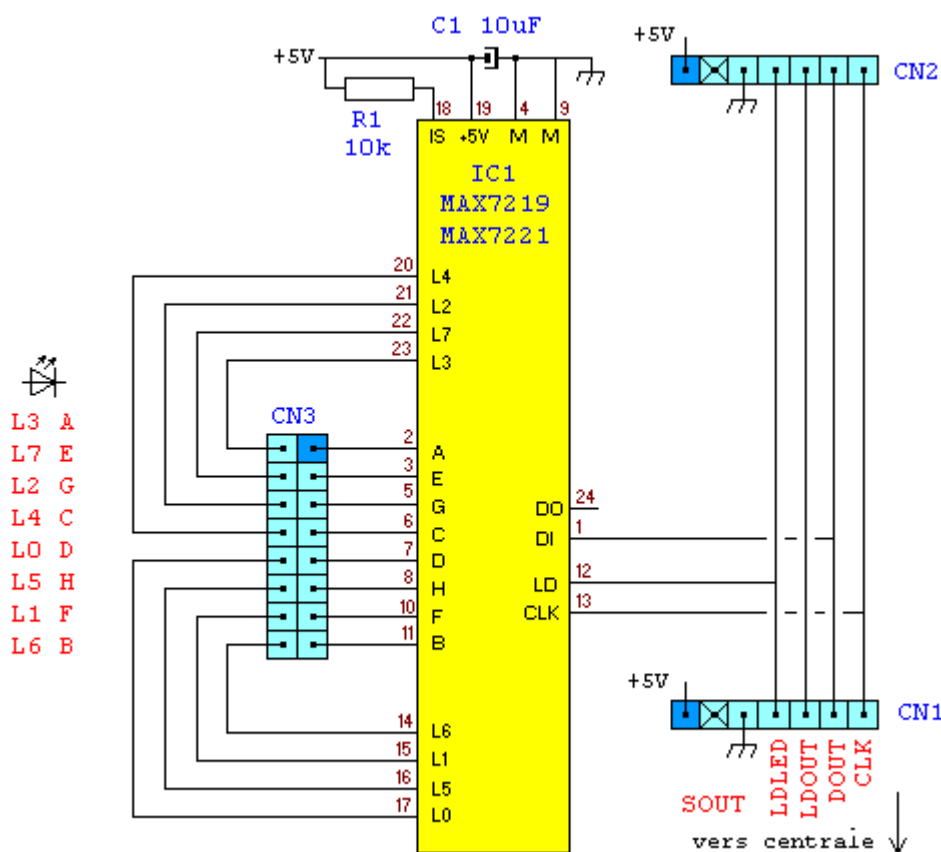 C1 10uF
+5V
+5V
CN2
R1
10k
18 19 4 9
IS +5V M M
IC1
MAX7219
MAX7221
20 L4
21 L2
22 L7
23 L3
CN3
L3 A
L7 E
L2 G
L4 C
L0 D
L5 H
L1 F
L6 B
2 A
3 E
5 G
6 C
7 D
8 H
10 F
11 B
DO 24
DI 1
LD 12
CLK 13
14 L6
15 L1
16 L5
17 L0
+5V
CN1
SOUT
LDLED
LDOUT
DOUT
CLK
vers centrale